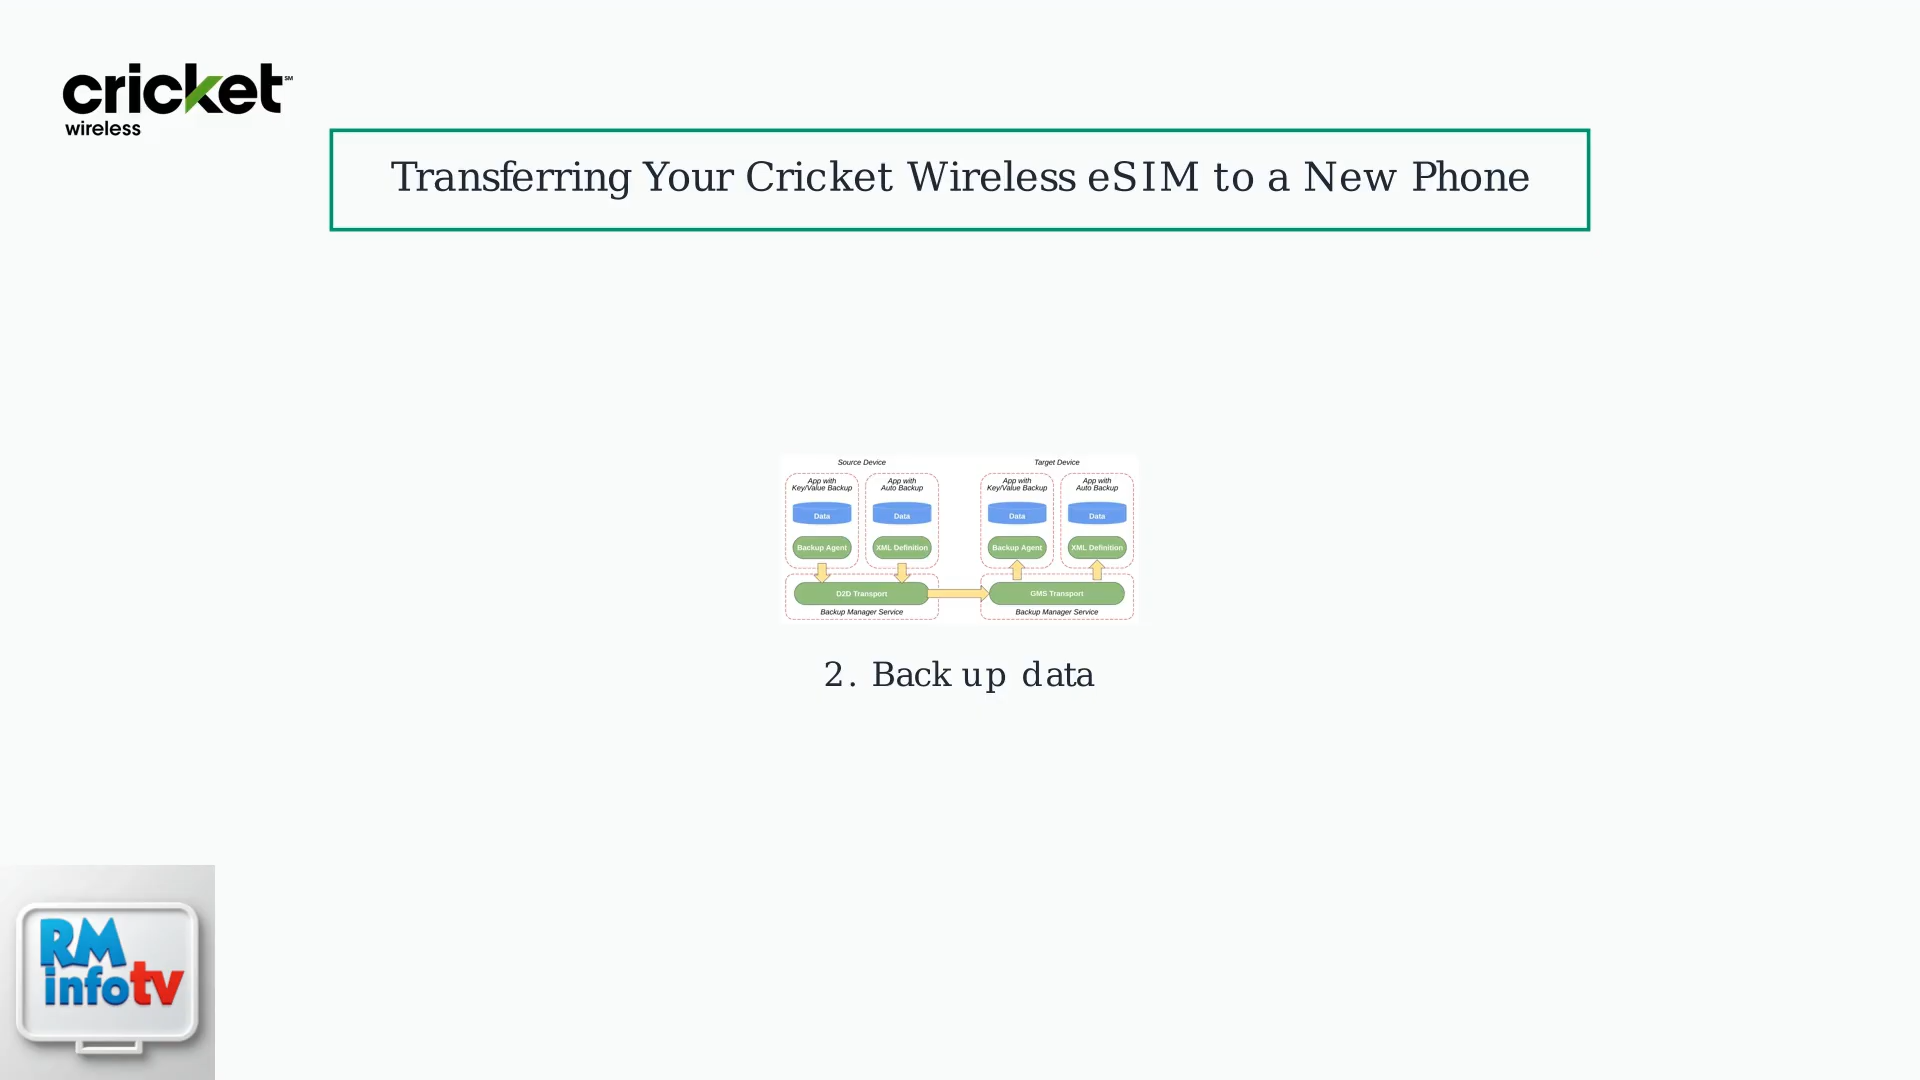 cricket SM
wireless
Transferring Your Cricket Wireless eSIM to a New Phone
Source Device
Target Device
App with
Key/Value Backup
App with
Auto Backup
App with
Key/Value Backup
App with
Auto Backup
Data
Data
Data
Data
Backup Agent
XML Definition
Backup Agent
XML Definition
D2D Transport
GMS Transport
Backup Manager Service
Backup Manager Service
2. Back up data
RM
infotv